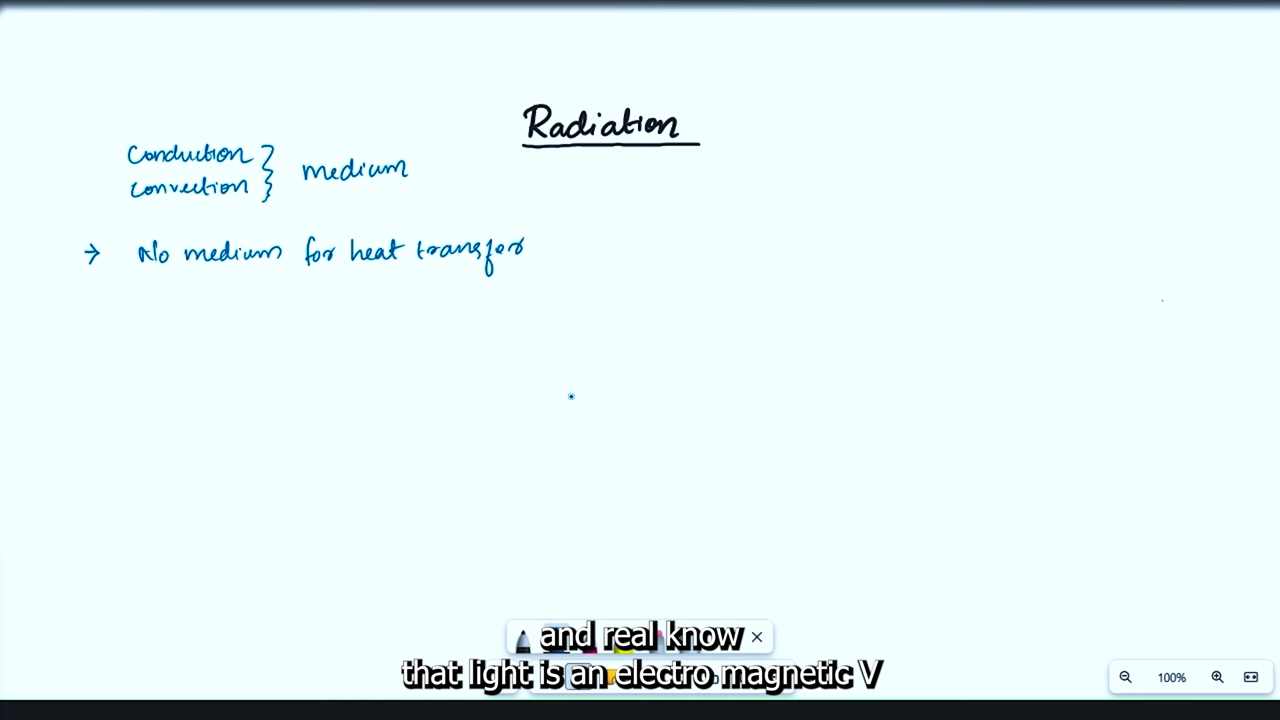 Radiation
Conduction
Convection
medium
→ No medium for heat transfer
and real know
that light is an electro magnetic V
100%